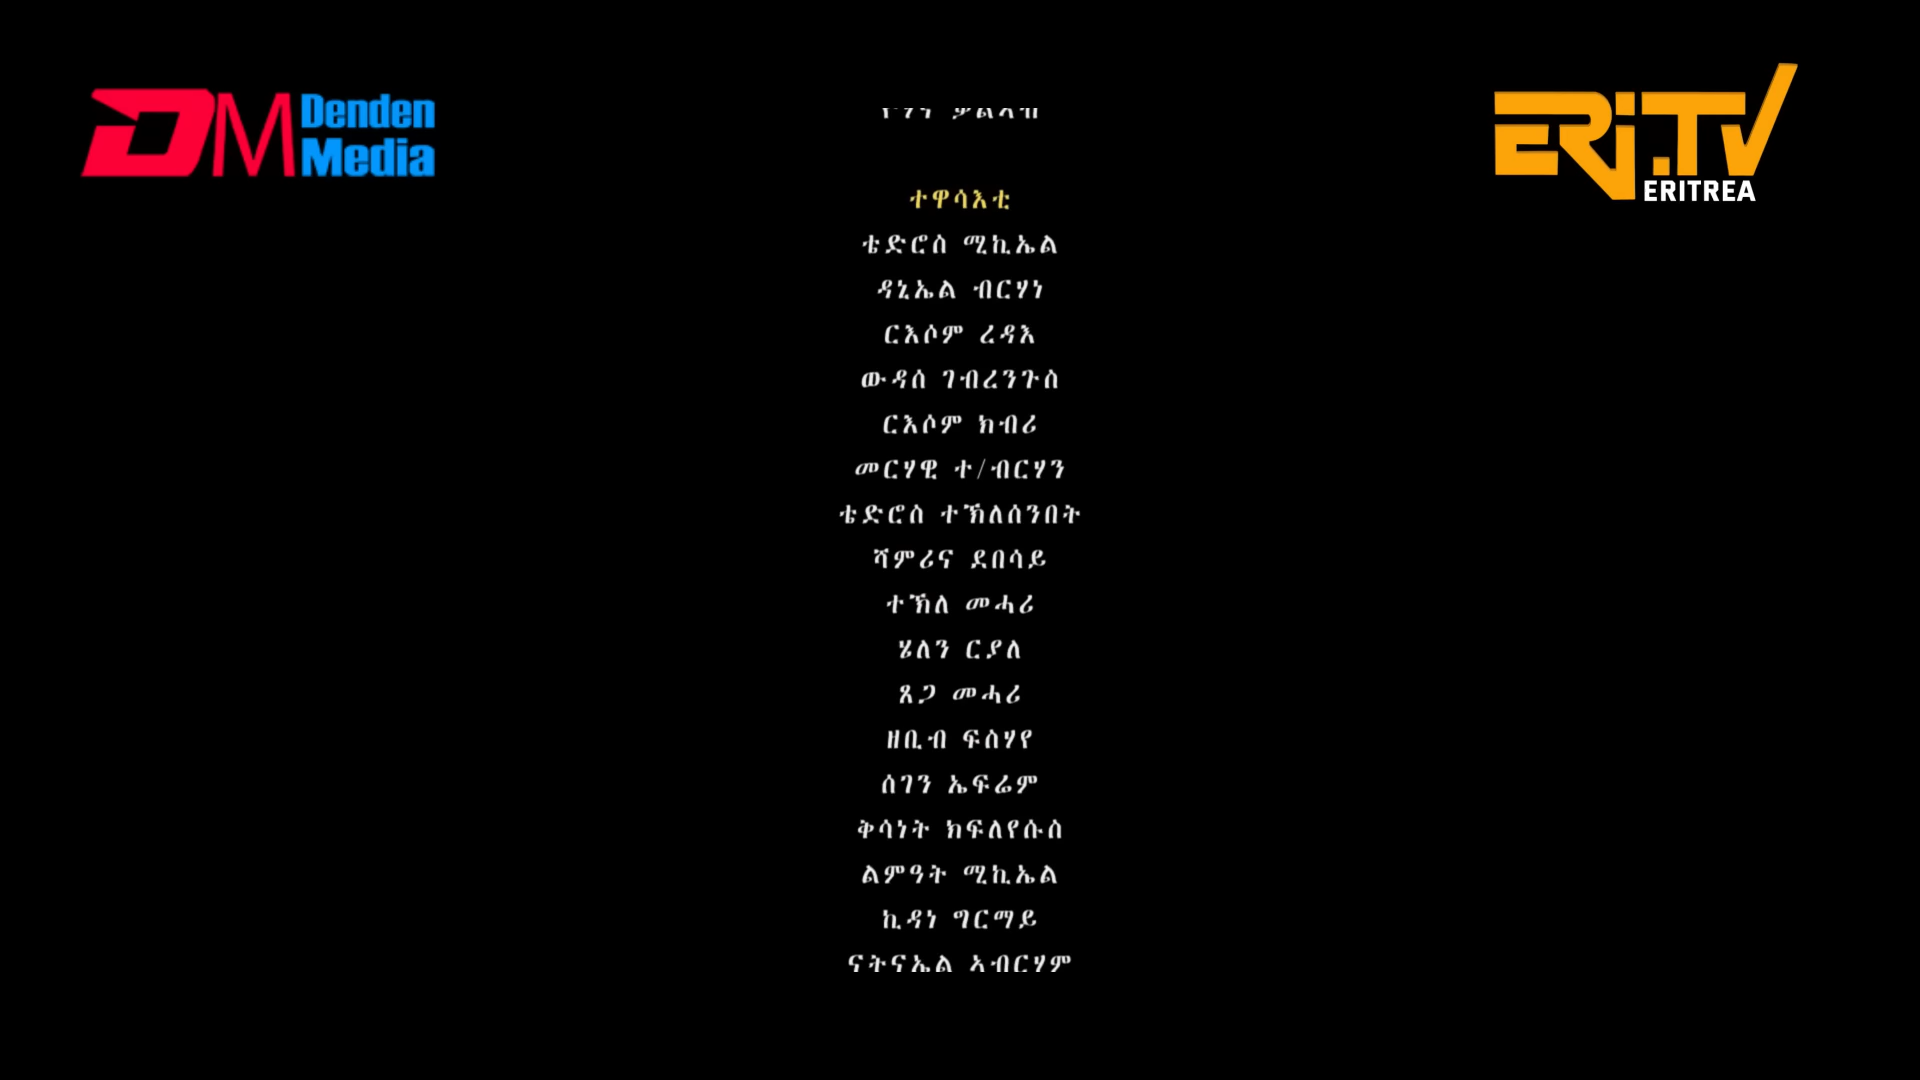 DM Denden
Media
ERi.TV
ERITREA
ተዋሳእቲ
ቴድሮስ ሚኪኤል
ዳኒኤል ብርሃነ
ርእሶም ረዳእ
ውዳሰ ገብረንጉስ
ርእሶም ክብሪ
መርሃዊ ተ/ብርሃን
ቴድሮስ ተኽለሰንበት
ሻምሪና ደበሳይ
ተኽለ መሓሪ
ሄለን ርያለ
ጸጋ መሓሪ
ዘቢብ ፍስሃየ
ሰገን ኤፍሬም
ቅሳነት ክፍለየሱስ
ልምዓት ሚኪኤል
ኪዳነ ግርማይ
ናትናኤል ኣብርሃም